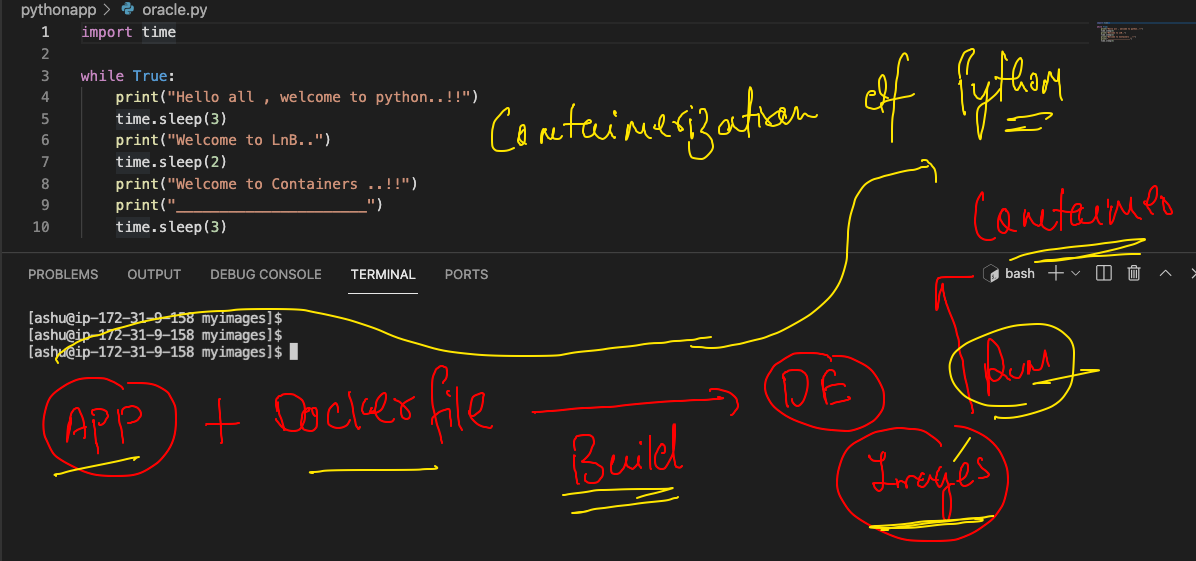 pythonapp > oracle.py
1 import time
2
3 while True:
4 print("Hello all , welcome to python..!!")
5 time.sleep(3)
6 print("Welcome to LnB..")
7 time.sleep(2)
8 print("Welcome to Containers ..!!")
9 print("______________________")
10 time.sleep(3)
Containerization of Python
Container
PROBLEMS OUTPUT DEBUG CONSOLE TERMINAL PORTS bash
[ashu@ip-172-31-9-158 myimages]$
[ashu@ip-172-31-9-158 myimages]$
[ashu@ip-172-31-9-158 myimages]$
Run
APP + Dockerfile DE
Build
Images